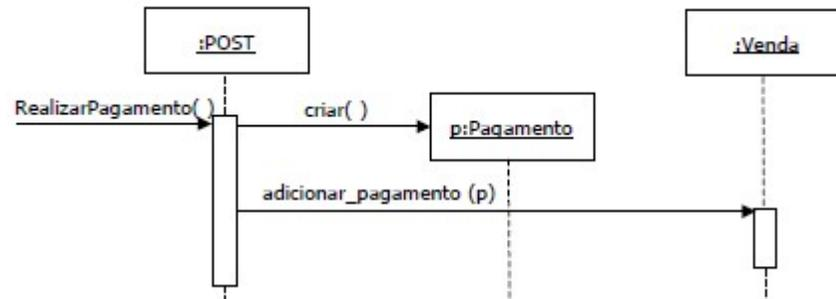 :POST
:Venda
RealizarPagamento( )
criar( )
p:Pagamento
adicionar_pagamento (p)